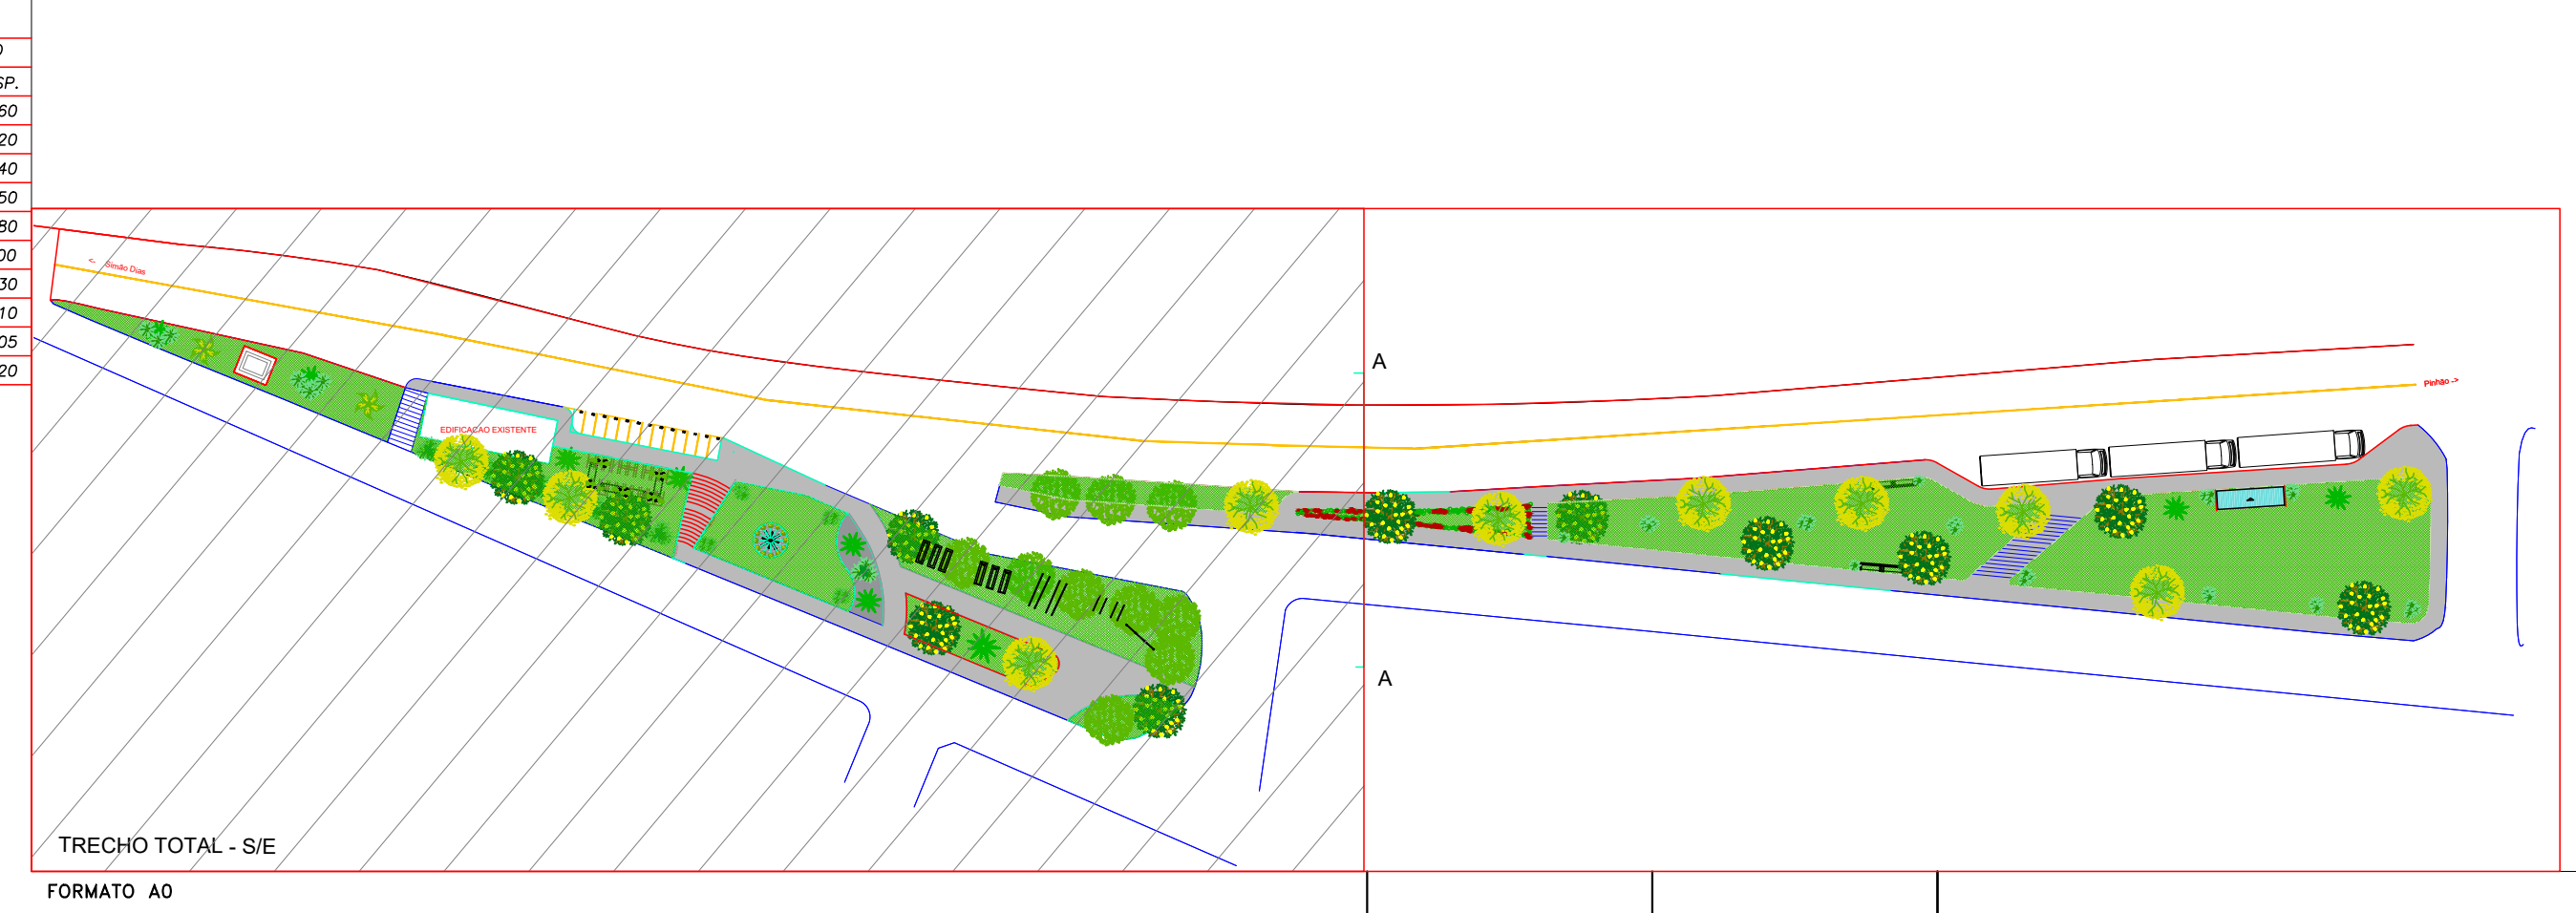 O
SP.
60
20
40
50
80
00
30
10
05
20
<- Simão Dias
EDIFICAÇAO EXISTENTE
A
Pinhão ->
A
TRECHO TOTAL - S/E
FORMATO A0